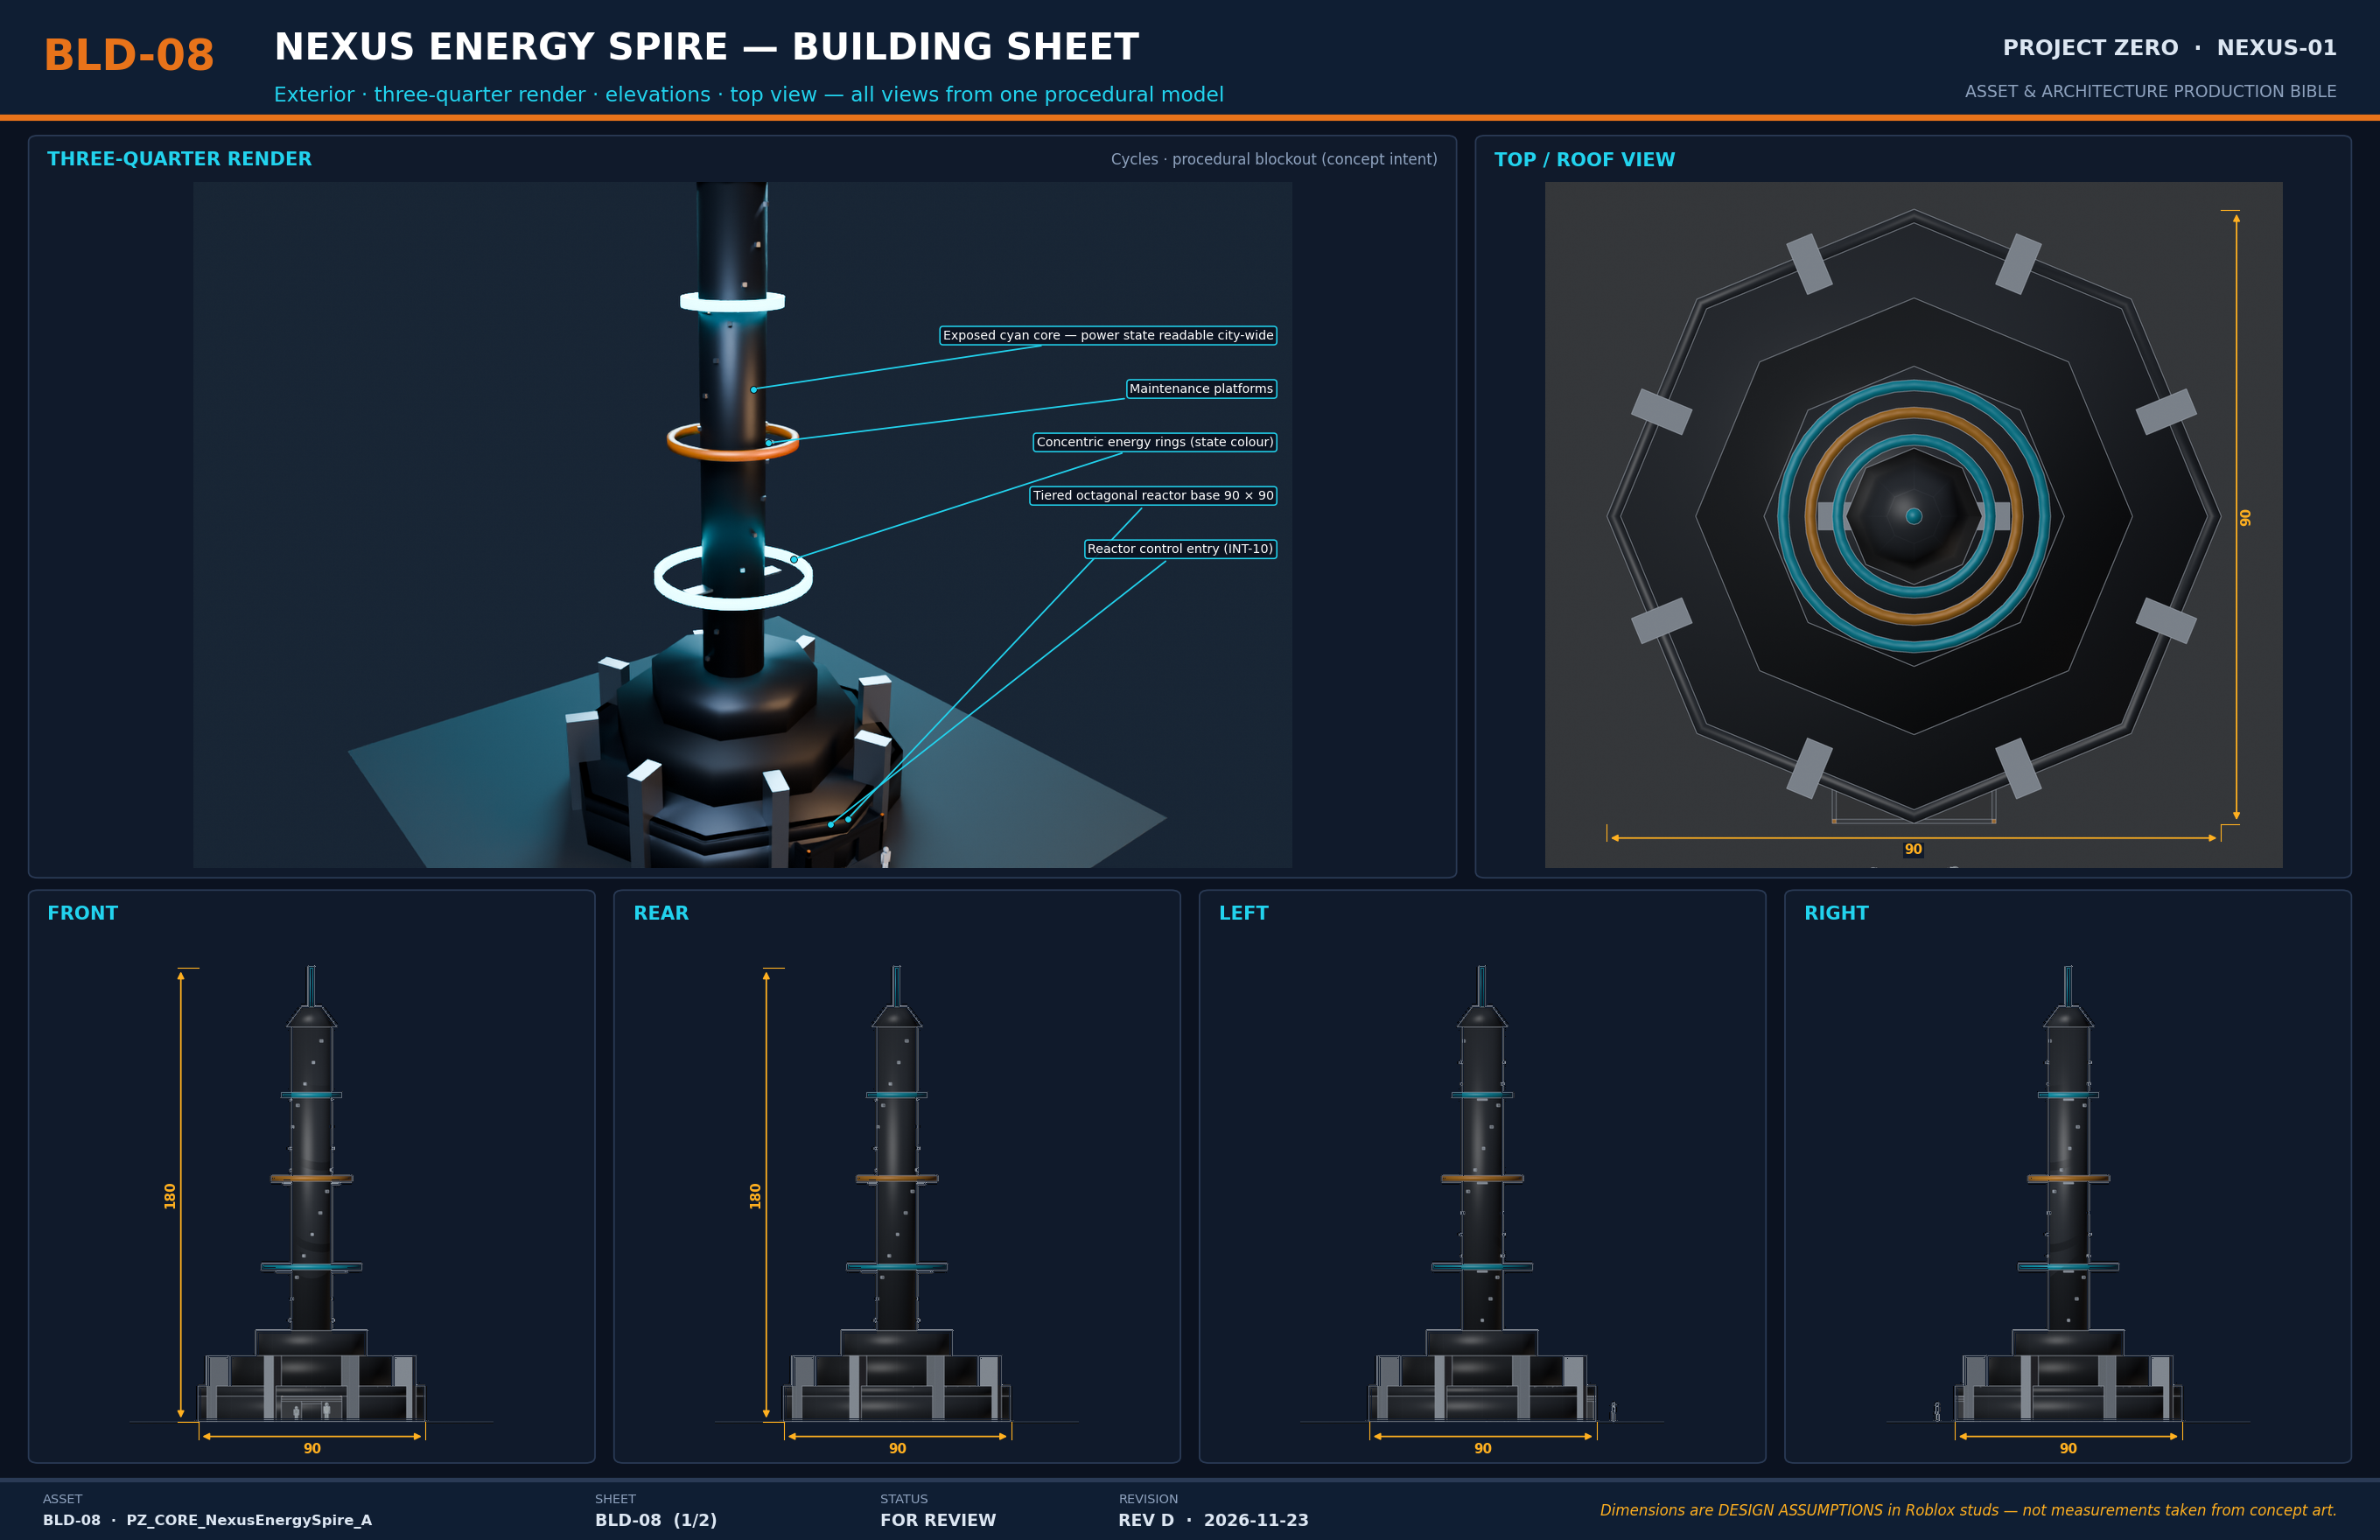 BLD-08
NEXUS ENERGY SPIRE — BUILDING SHEET
Exterior · three-quarter render · elevations · top view — all views from one procedural model
PROJECT ZERO · NEXUS-01
ASSET & ARCHITECTURE PRODUCTION BIBLE
THREE-QUARTER RENDER
Cycles · procedural blockout (concept intent)
Exposed cyan core — power state readable city-wide
Maintenance platforms
Concentric energy rings (state colour)
Tiered octagonal reactor base 90 × 90
Reactor control entry (INT-10)
TOP / ROOF VIEW
90
90
FRONT
180
90
REAR
180
90
LEFT
90
RIGHT
90
ASSET
BLD-08 · PZ_CORE_NexusEnergySpire_A
SHEET
BLD-08 (1/2)
STATUS
FOR REVIEW
REVISION
REV D · 2026-11-23
Dimensions are DESIGN ASSUMPTIONS in Roblox studs — not measurements taken from concept art.